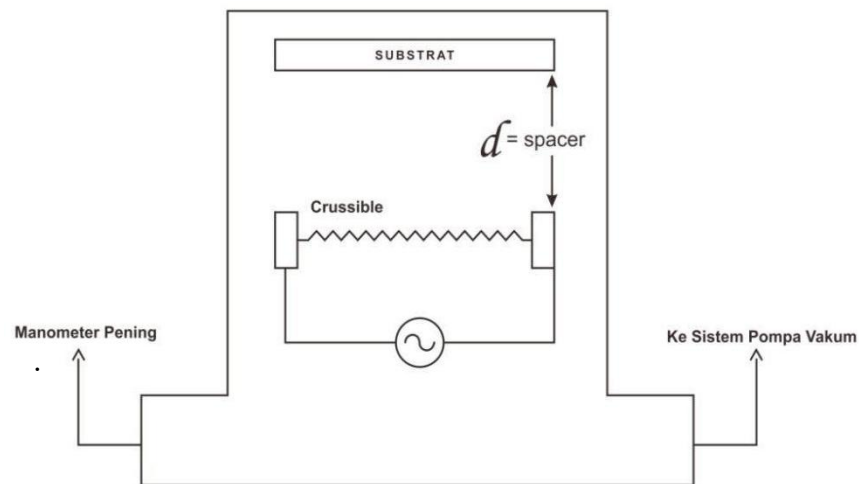 SUBSTRAT
d = spacer
Crussible
Manometer Pening
Ke Sistem Pompa Vakum
.